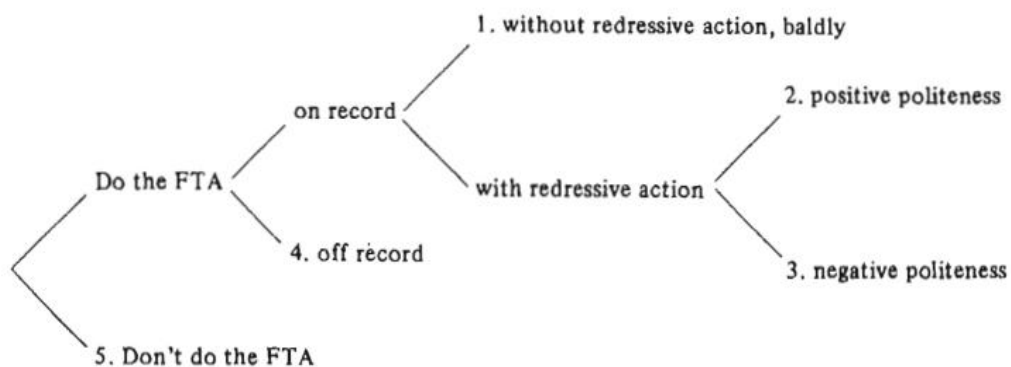 1. without redressive action, baldly
on record
2. positive politeness
Do the FTA
with redressive action
4. off record
3. negative politeness
5. Don't do the FTA